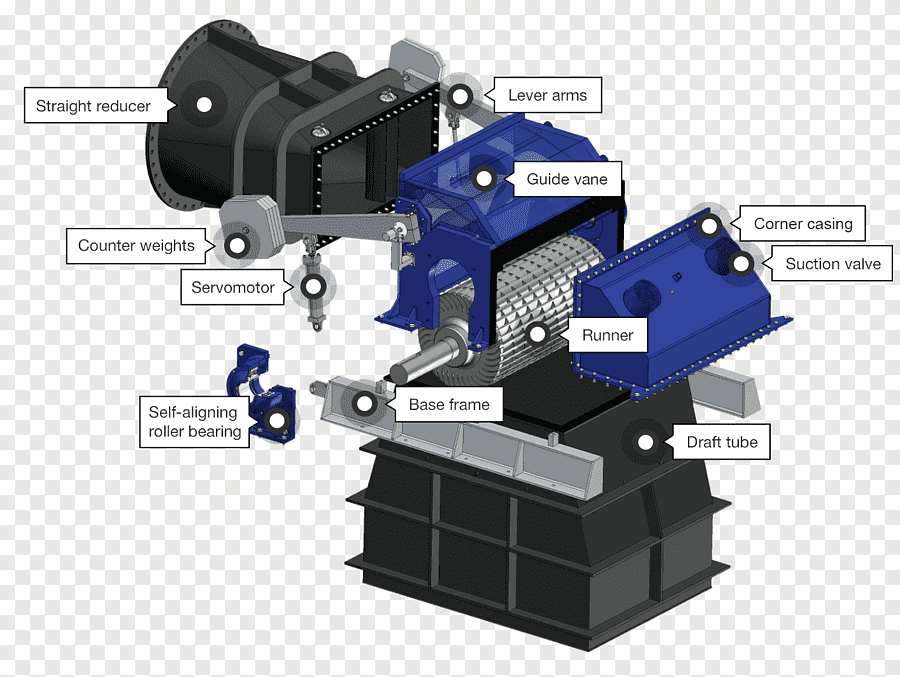 Straight reducer
Lever arms
Guide vane
Corner casing
Counter weights
Suction valve
Servomotor
Runner
Base frame
Self-aligning
roller bearing
Draft tube